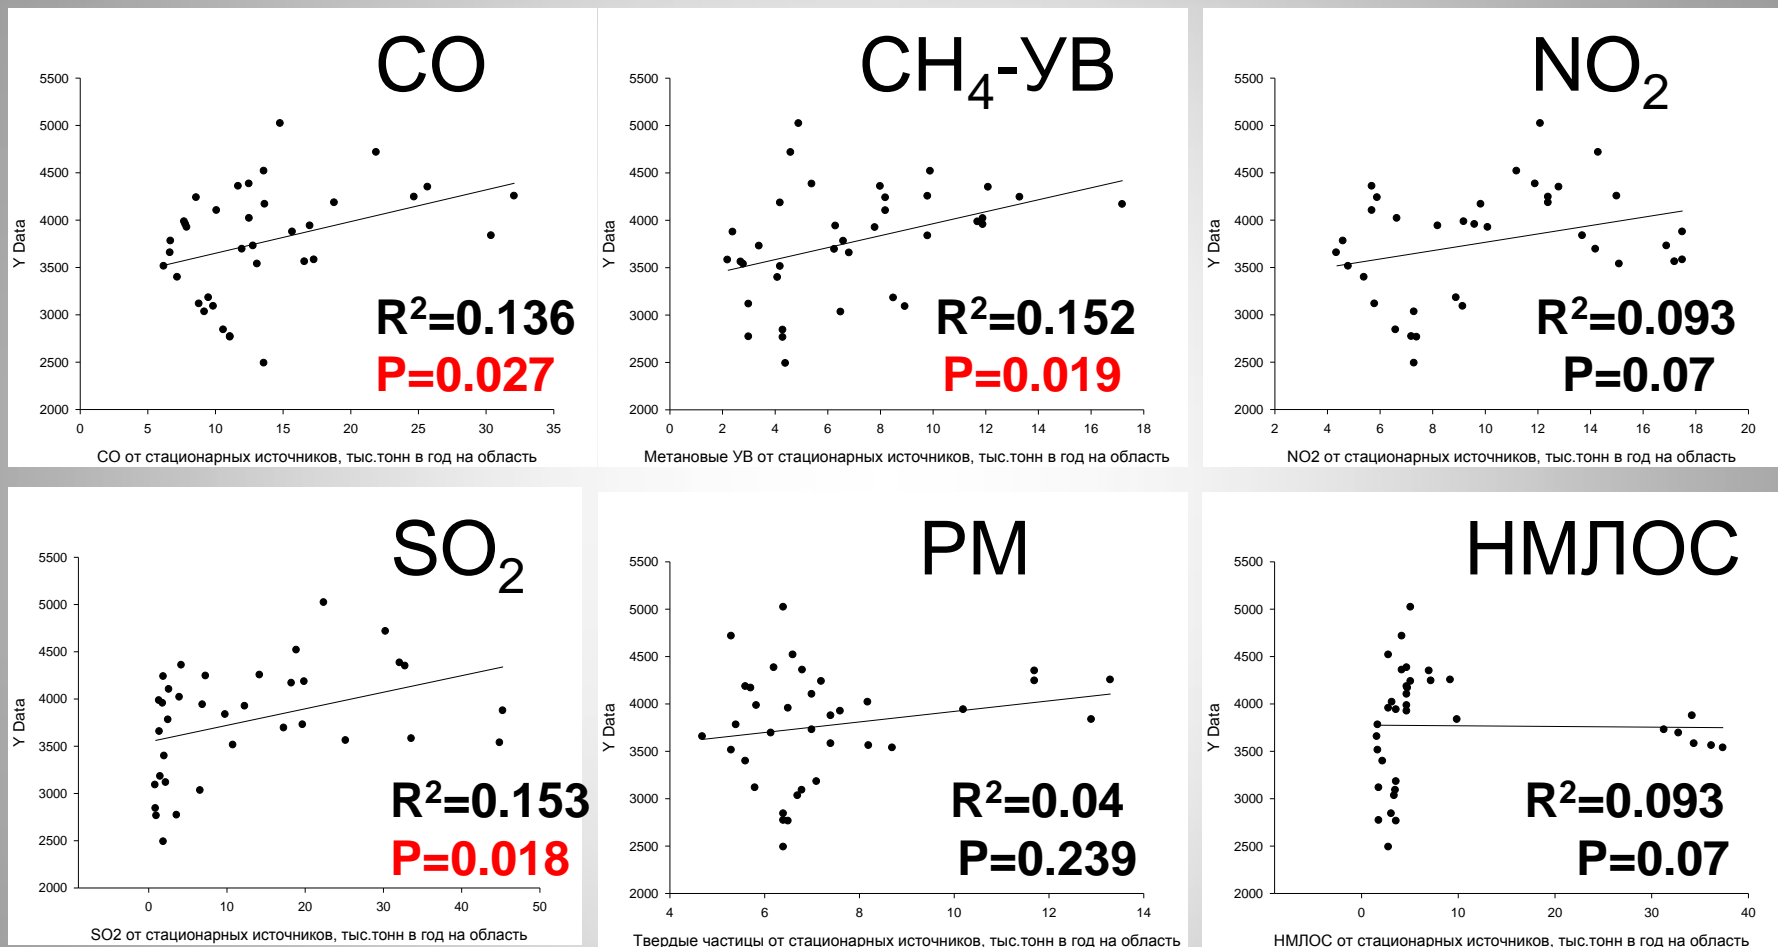 CO
5500
5000
4500
4000
3500
3000
2500
2000
Y Data
R²=0.136
P=0.027
0 5 10 15 20 25 30 35
CO от стационарных источников, тыс.тонн в год на область
CH₄-УВ
5500
5000
4500
4000
3500
3000
2500
2000
Y Data
R²=0.152
P=0.019
0 2 4 6 8 10 12 14 16 18
Метановые УВ от стационарных источников, тыс.тонн в год на область
NO₂
5500
5000
4500
4000
3500
3000
2500
2000
Y Data
R²=0.093
P=0.07
2 4 6 8 10 12 14 16 18 20
NO2 от стационарных источников, тыс.тонн в год на область
SO₂
5500
5000
4500
4000
3500
3000
2500
2000
Y Data
R²=0.153
P=0.018
0 10 20 30 40 50
SO2 от стационарных источников, тыс.тонн в год на область
PM
5500
5000
4500
4000
3500
3000
2500
2000
Y Data
R²=0.04
P=0.239
4 6 8 10 12 14
Твердые частицы от стационарных источников, тыс.тонн в год на область
НМЛОС
5500
5000
4500
4000
3500
3000
2500
2000
Y Data
R²=0.093
P=0.07
0 10 20 30 40
НМЛОС от стационарных источников, тыс.тонн в год на область